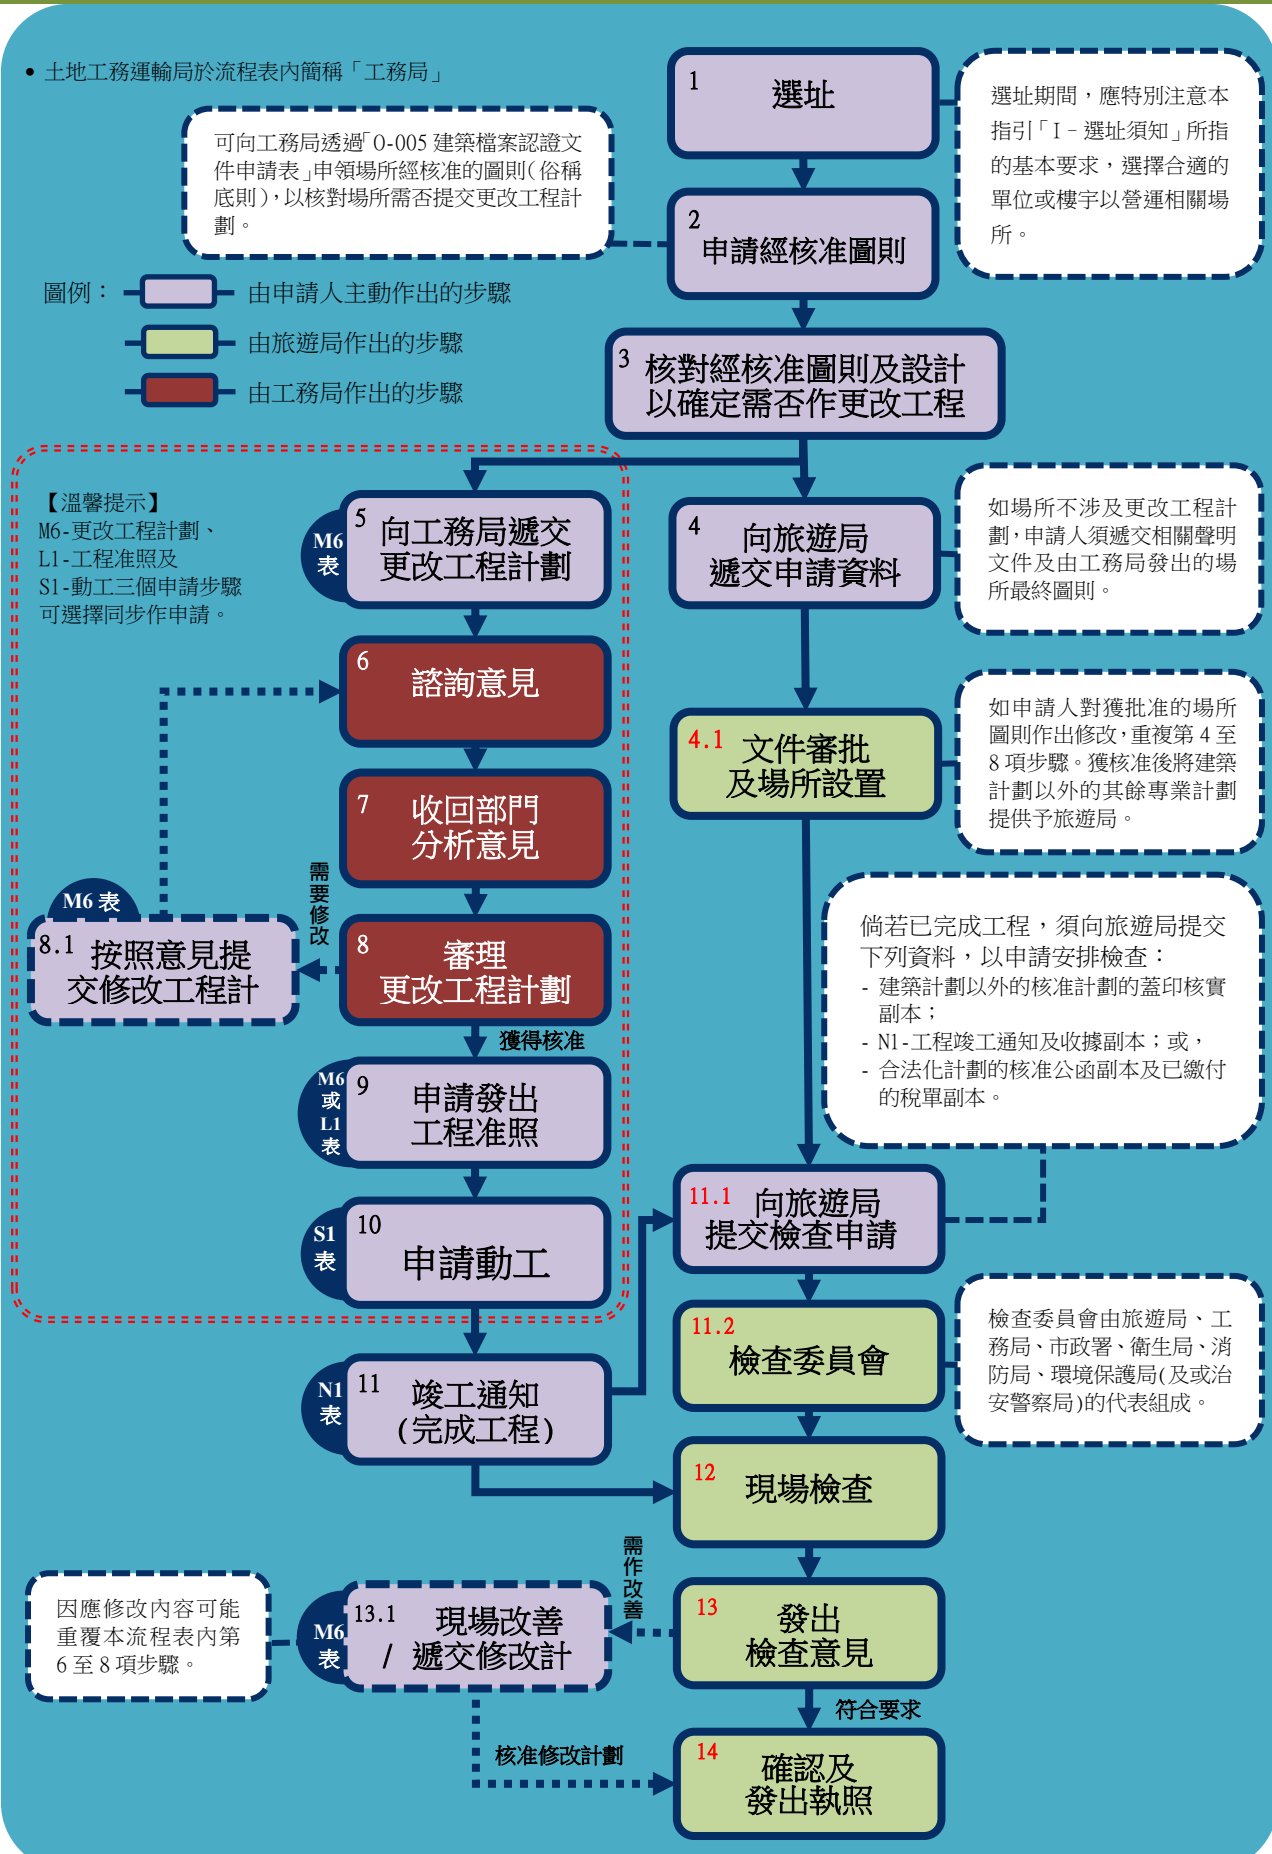 • 土地工務運輸局於流程表內簡稱「工務局」
1
選址
選址期間，應特別注意本
指引「I–選址須知」所指
的基本要求，選擇合適的
單位或樓宇以營運相關場
所。
可向工務局透過「O-005 建築檔案認證文
件申請表」申領場所經核准的圖則(俗稱
底則)，以核對場所需否提交更改工程計
劃。
2
申請經核准圖則
圖例：
由申請人主動作出的步驟
由旅遊局作出的步驟
由工務局作出的步驟
3
核對經核准圖則及設計
以確定需否作更改工程
【溫馨提示】
M6-更改工程計劃、
L1-工程准照及
S1-動工三個申請步驟
可選擇同步作申請。
M6
表
5
向工務局遞交
更改工程計劃
4
向旅遊局
遞交申請資料
如場所不涉及更改工程計
劃，申請人須遞交相關聲明
文件及由工務局發出的場
所最終圖則。
6
諮詢意見
4.1
文件審批
及場所設置
如申請人對獲批准的場所
圖則作出修改，重複第 4 至
8 項步驟。獲核准後將建築
計劃以外的其餘專業計劃
提供予旅遊局。
7
收回部門
分析意見
需要修改
M6 表
8.1
按照意見提
交修改工程計
8
審理
更改工程計劃
獲得核准
倘若已完成工程，須向旅遊局提交
下列資料，以申請安排檢查：
- 建築計劃以外的核准計劃的蓋印核實
副本；
- N1-工程竣工通知及收據副本；或，
- 合法化計劃的核准公函副本及已繳付
的稅單副本。
M6
或
L1
表
9
申請發出
工程准照
11.1
向旅遊局
提交檢查申請
S1
表
10
申請動工
11.2
檢查委員會
檢查委員會由旅遊局、工
務局、市政署、衛生局、消
防局、環境保護局(及或治
安警察局)的代表組成。
N1
表
11
竣工通知
(完成工程)
12
現場檢查
需作改善
因應修改內容可能
重覆本流程表內第
6 至 8 項步驟。
M6
表
13.1
現場改善
/ 遞交修改計
13
發出
檢查意見
符合要求
核准修改計劃
14
確認及
發出執照